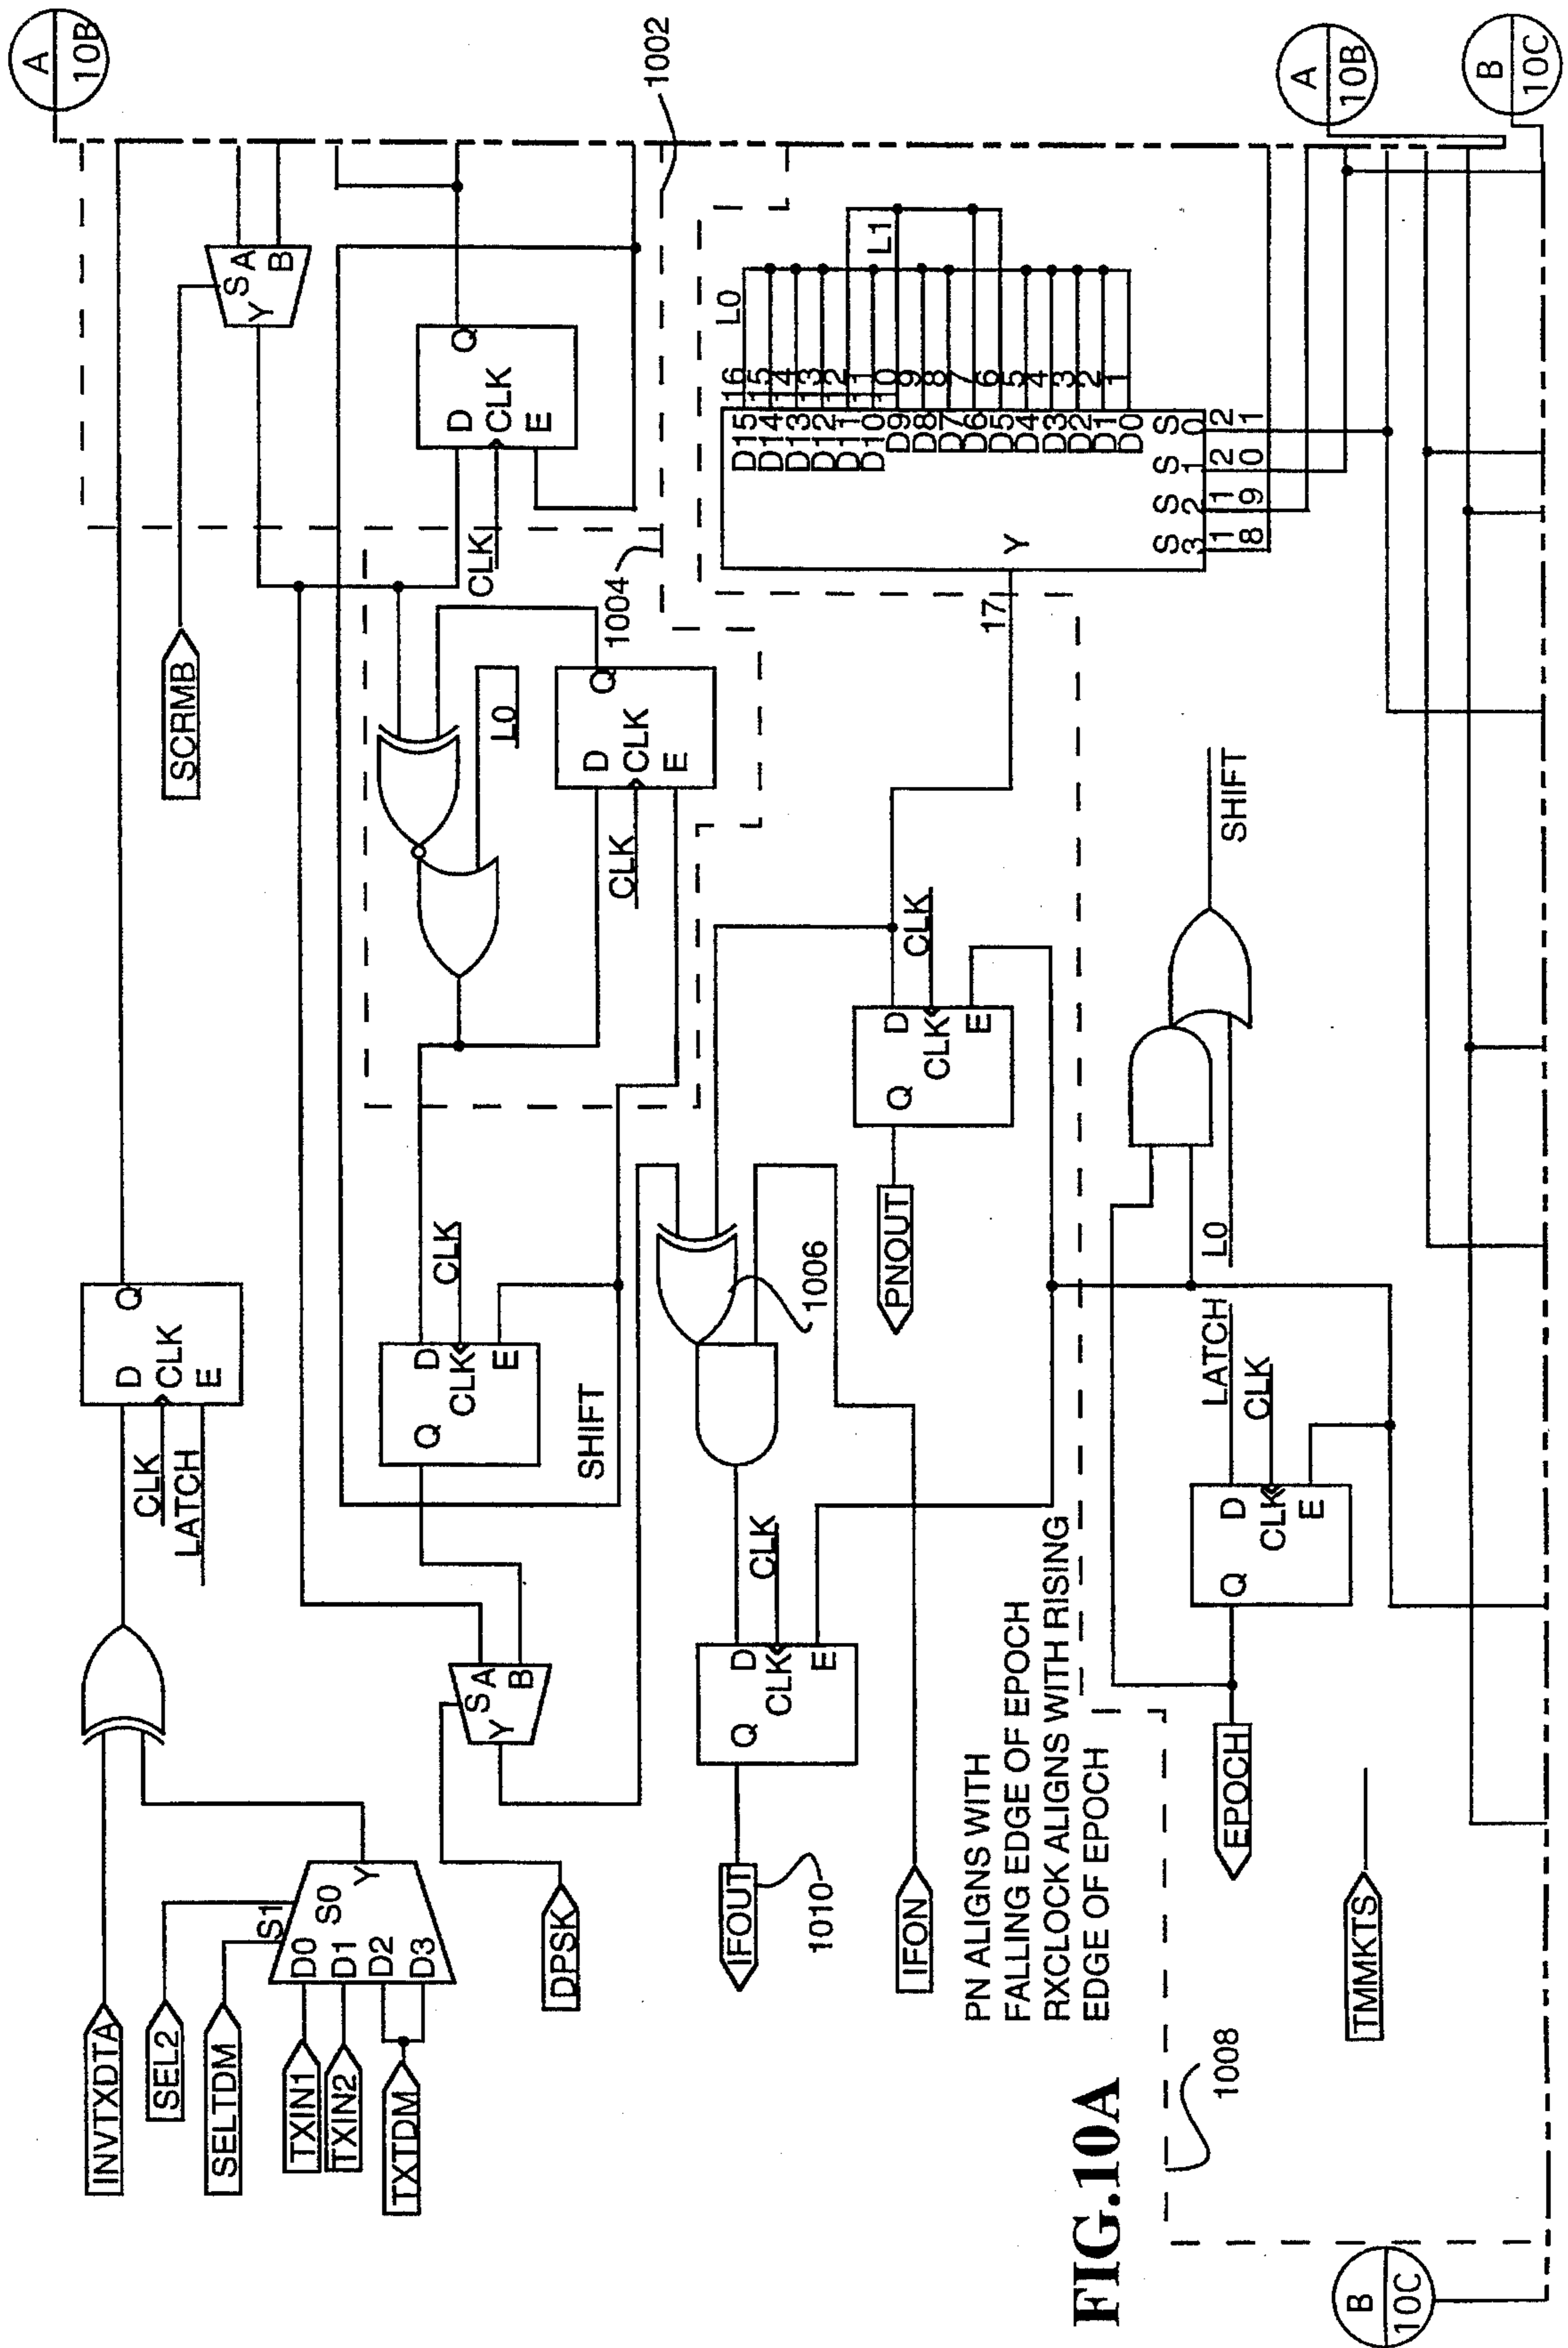 INVTXDTA
SEL2
SELTDM
TXIN1
TXIN2
TXTDM
S1
S0
D0
D1
D2
D3
Y
D
CLK
E
Q
CLK
LATCH
SCRMB
Y
S
A
B
A
10B
DPSK
Y
S
A
B
Q
D
CLK
E
CLK
SHIFT
L0
D
CLK
E
Q
CLK
1004
D
CLK
E
Q
CLK
1002
IFOUT
1010
IFON
Q
D
CLK
E
CLK
1006
PNOUT
Q
D
CLK
E
CLK
17
Y
D15
D14
D13
D12
D11
D10
D9
D8
D7
D6
D5
D4
D3
D2
D1
D0
16
15
14
13
12
11
10
9
8
7
6
5
4
3
2
1
L0
L1
S3
S2
S1
S0
18
19
20
21
PN ALIGNS WITH
FALLING EDGE OF EPOCH
RXCLOCK ALIGNS WITH RISING
EDGE OF EPOCH
1008
EPOCH
Q
D
CLK
E
LATCH
CLK
L0
SHIFT
TMMKTS
A
10B
B
10C
B
10C
FIG.10A